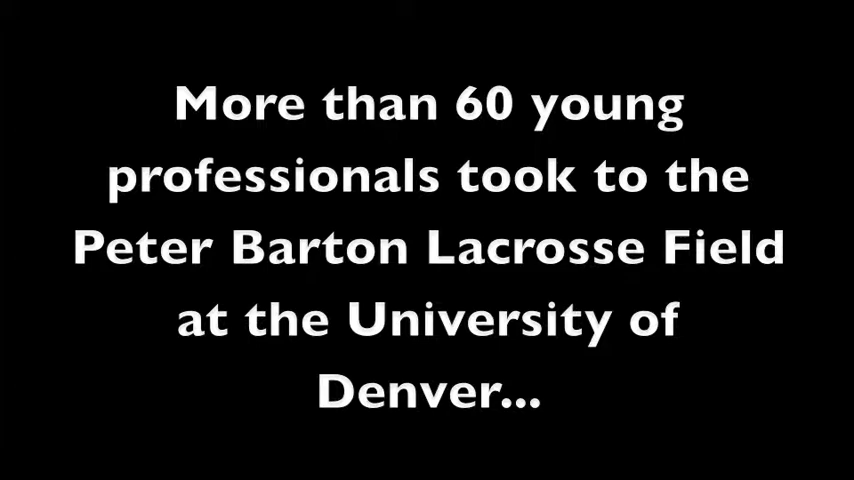 More than 60 young
professionals took to the
Peter Barton Lacrosse Field
at the University of
Denver...